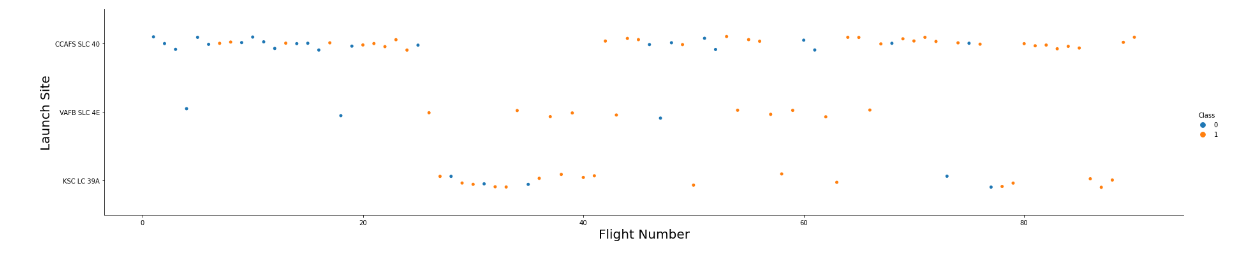 Launch Site
CCAFS SLC 40
VAFB SLC 4E
KSC LC 39A
0 20 40 60 80
Flight Number
Class
0
1